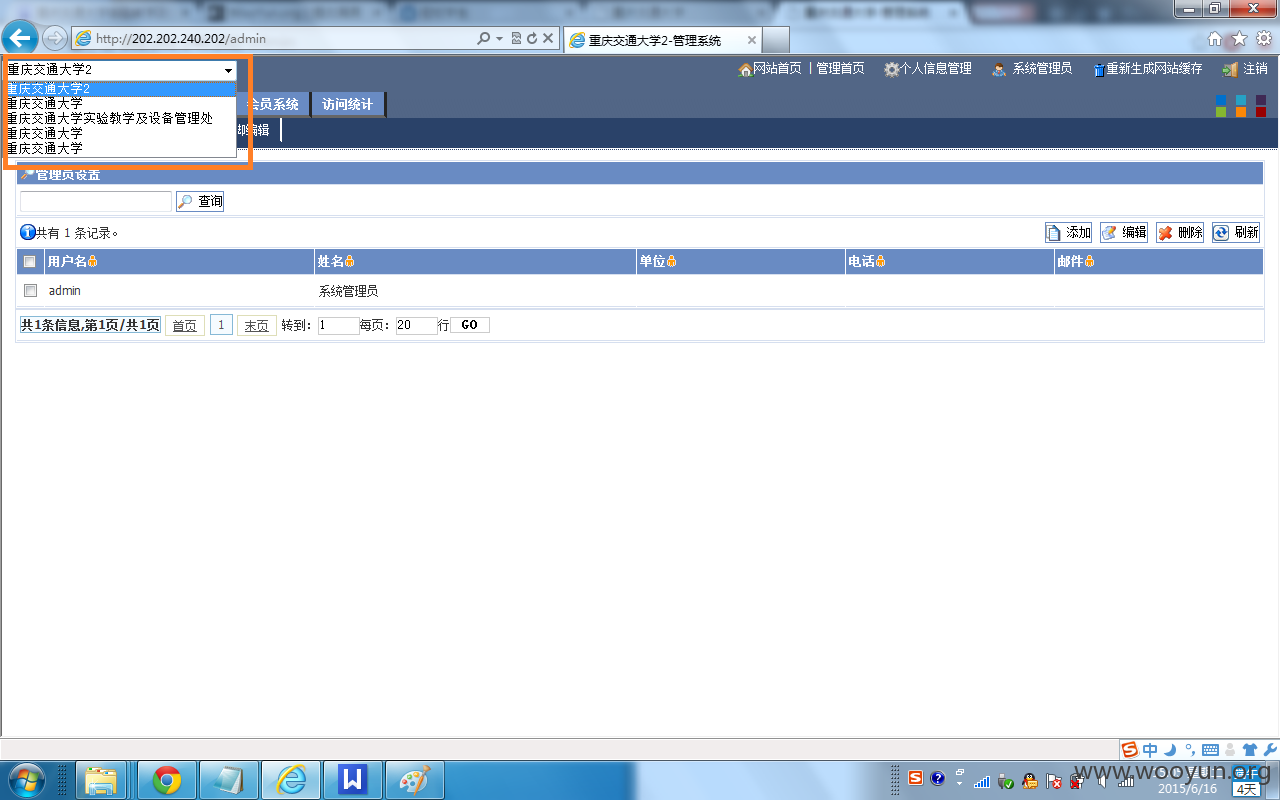 http://202.202.240.202/admin
重庆交通大学2-管理系统
重庆交通大学2
网站首页 | 管理首页 个人信息管理 系统管理员 重新生成网站缓存 注销
重庆交通大学2
重庆交通大学
重庆交通大学实验教学及设备管理处
重庆交通大学
重庆交通大学
会员系统 访问统计
编辑
管理员设置
查询
共有 1 条记录。
添加 编辑 删除 刷新
用户名 姓名 单位 电话 邮件
admin 系统管理员
共1条信息,第1页/共1页 首页 1 末页 转到: 1 每页: 20 行 GO
中
www.wooyun.org
2015/6/16
4天